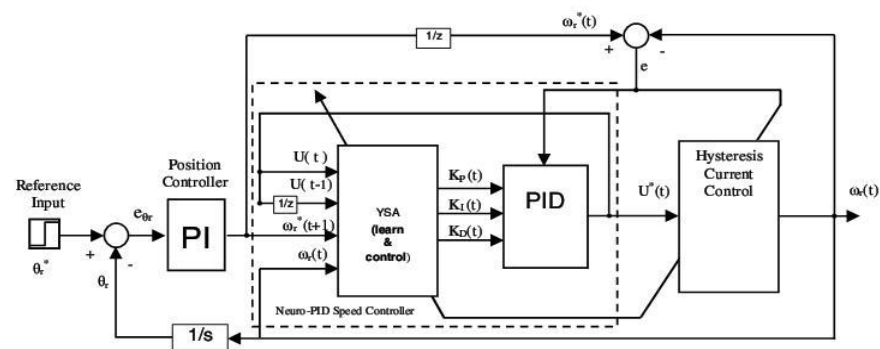 1/z
ωr*(t)
+
-
e
Position
Controller
Reference
Input
eθr
PI
+
-
θr*
θr
U( t )
U( t-1)
1/z
ωr*(t+1)
ωr(t)
YSA
(learn
&
control)
KP(t)
KI(t)
KD(t)
PID
U*(t)
Hysteresis
Current
Control
ωr(t)
Neuro-PID Speed Controller
1/s